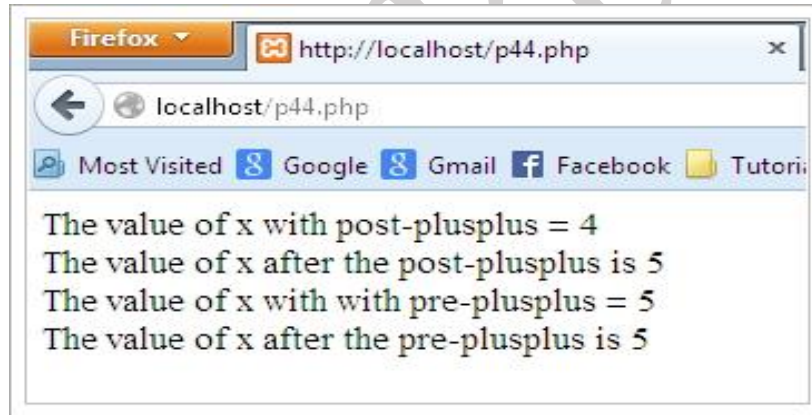 Firefox
http://localhost/p44.php ×
localhost/p44.php
Most Visited Google Gmail Facebook Tutori
The value of x with post-plusplus = 4
The value of x after the post-plusplus is 5
The value of x with with pre-plusplus = 5
The value of x after the pre-plusplus is 5